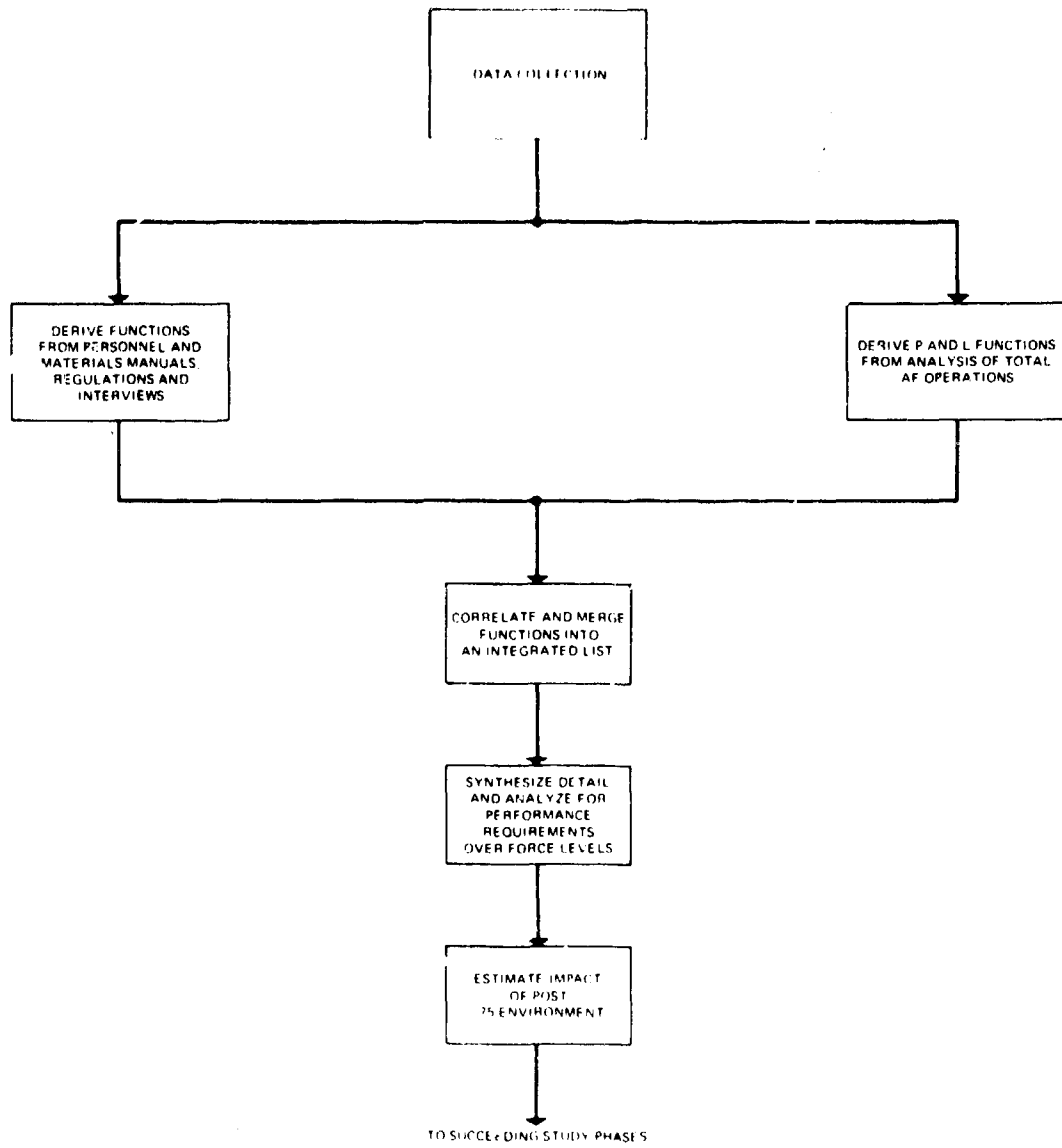 DATA COLLECTION
DERIVE FUNCTIONS
FROM PERSONNEL AND
MATERIALS MANUALS,
REGULATIONS AND
INTERVIEWS
DERIVE P AND L FUNCTIONS
FROM ANALYSIS OF TOTAL
AF OPERATIONS
CORRELATE AND MERGE
FUNCTIONS INTO
AN INTEGRATED LIST
SYNTHESIZE DETAIL
AND ANALYZE FOR
PERFORMANCE
REQUIREMENTS
OVER FORCE LEVELS
ESTIMATE IMPACT
OF POST
75 ENVIRONMENT
TO SUCCEEDING STUDY PHASES